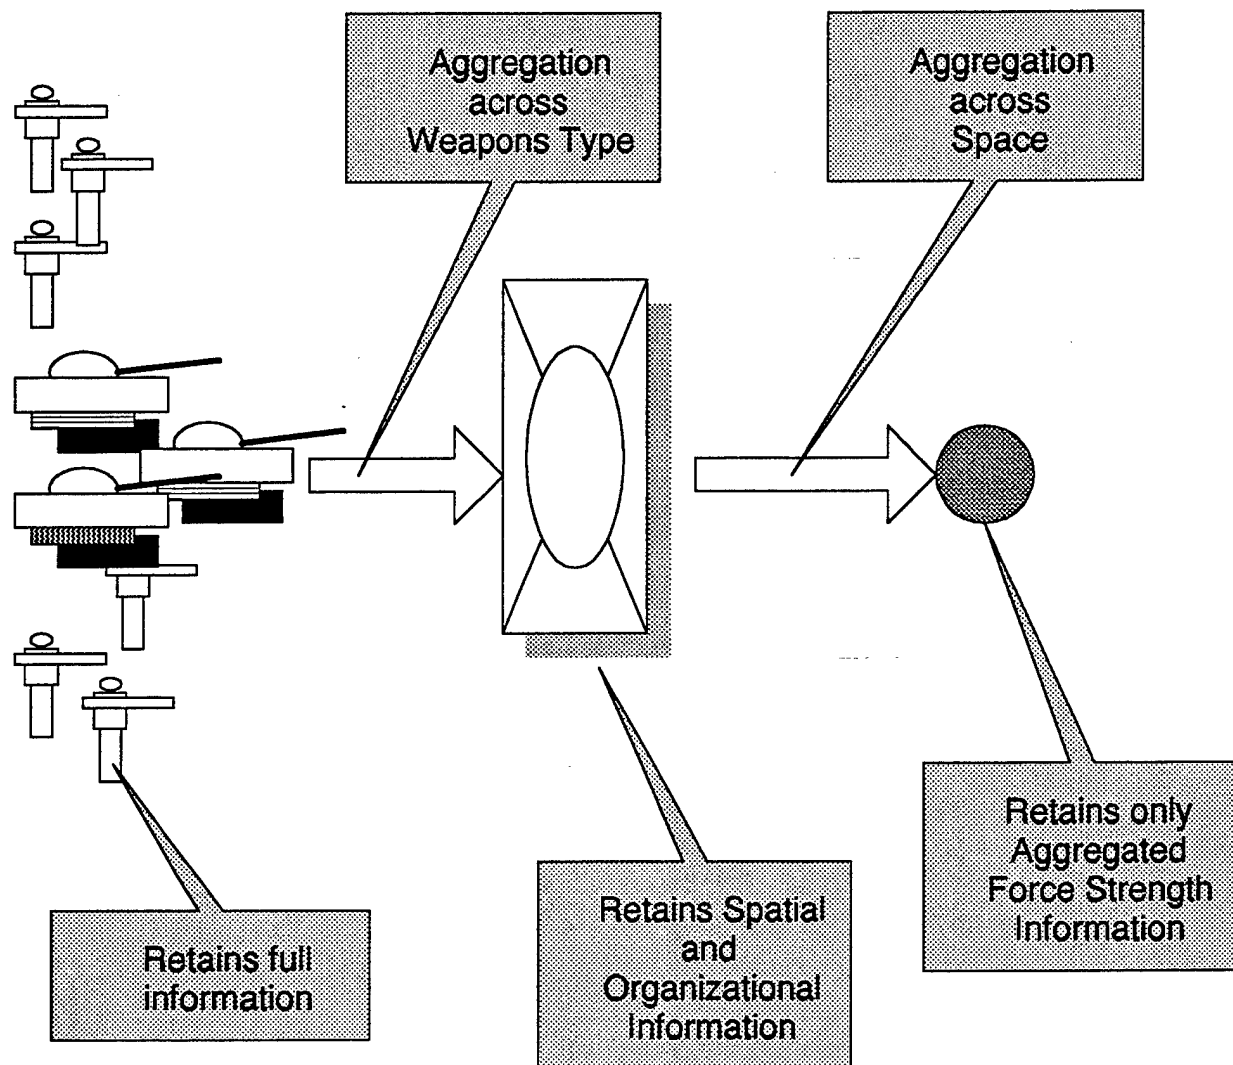 Aggregation
across
Weapons Type
Aggregation
across
Space
Retains full
information
Retains Spatial
and
Organizational
Information
Retains only
Aggregated
Force Strength
Information